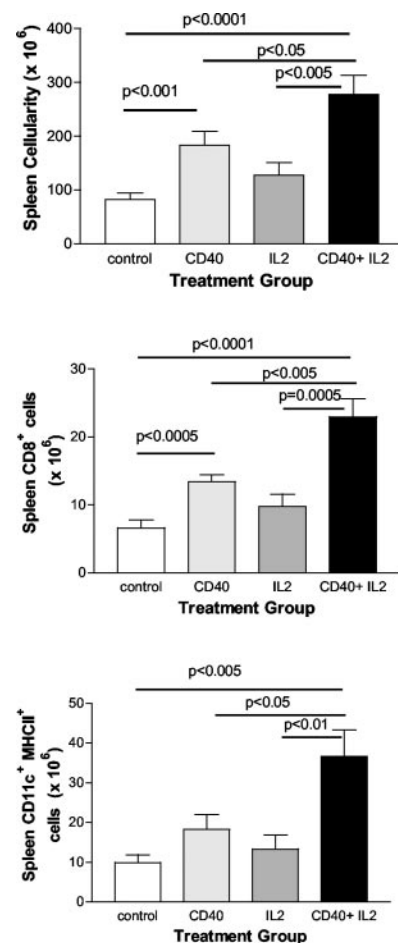 p<0.0001
p<0.05
p<0.005
p<0.001
400
300
200
100
0
Spleen Cellularity (x 10⁶)
control CD40 IL2 CD40+ IL2
Treatment Group
p<0.0001
p<0.005
p=0.0005
p<0.0005
30
20
10
0
Spleen CD8⁺ cells
(x 10⁶)
control CD40 IL2 CD40+ IL2
Treatment Group
p<0.005
p<0.05
p<0.01
50
40
30
20
10
0
Spleen CD11c⁺ MHCII⁺
cells (x 10⁶)
control CD40 IL2 CD40+ IL2
Treatment Group